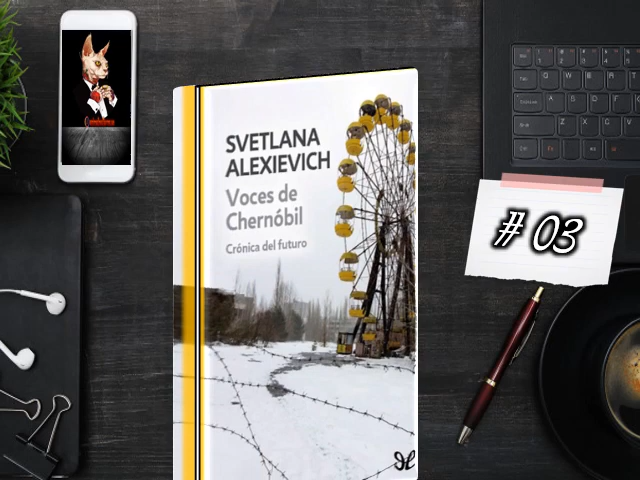 SVETLANA
ALEXIEVICH
Voces de
Chernóbil
Crónica del futuro
# 03